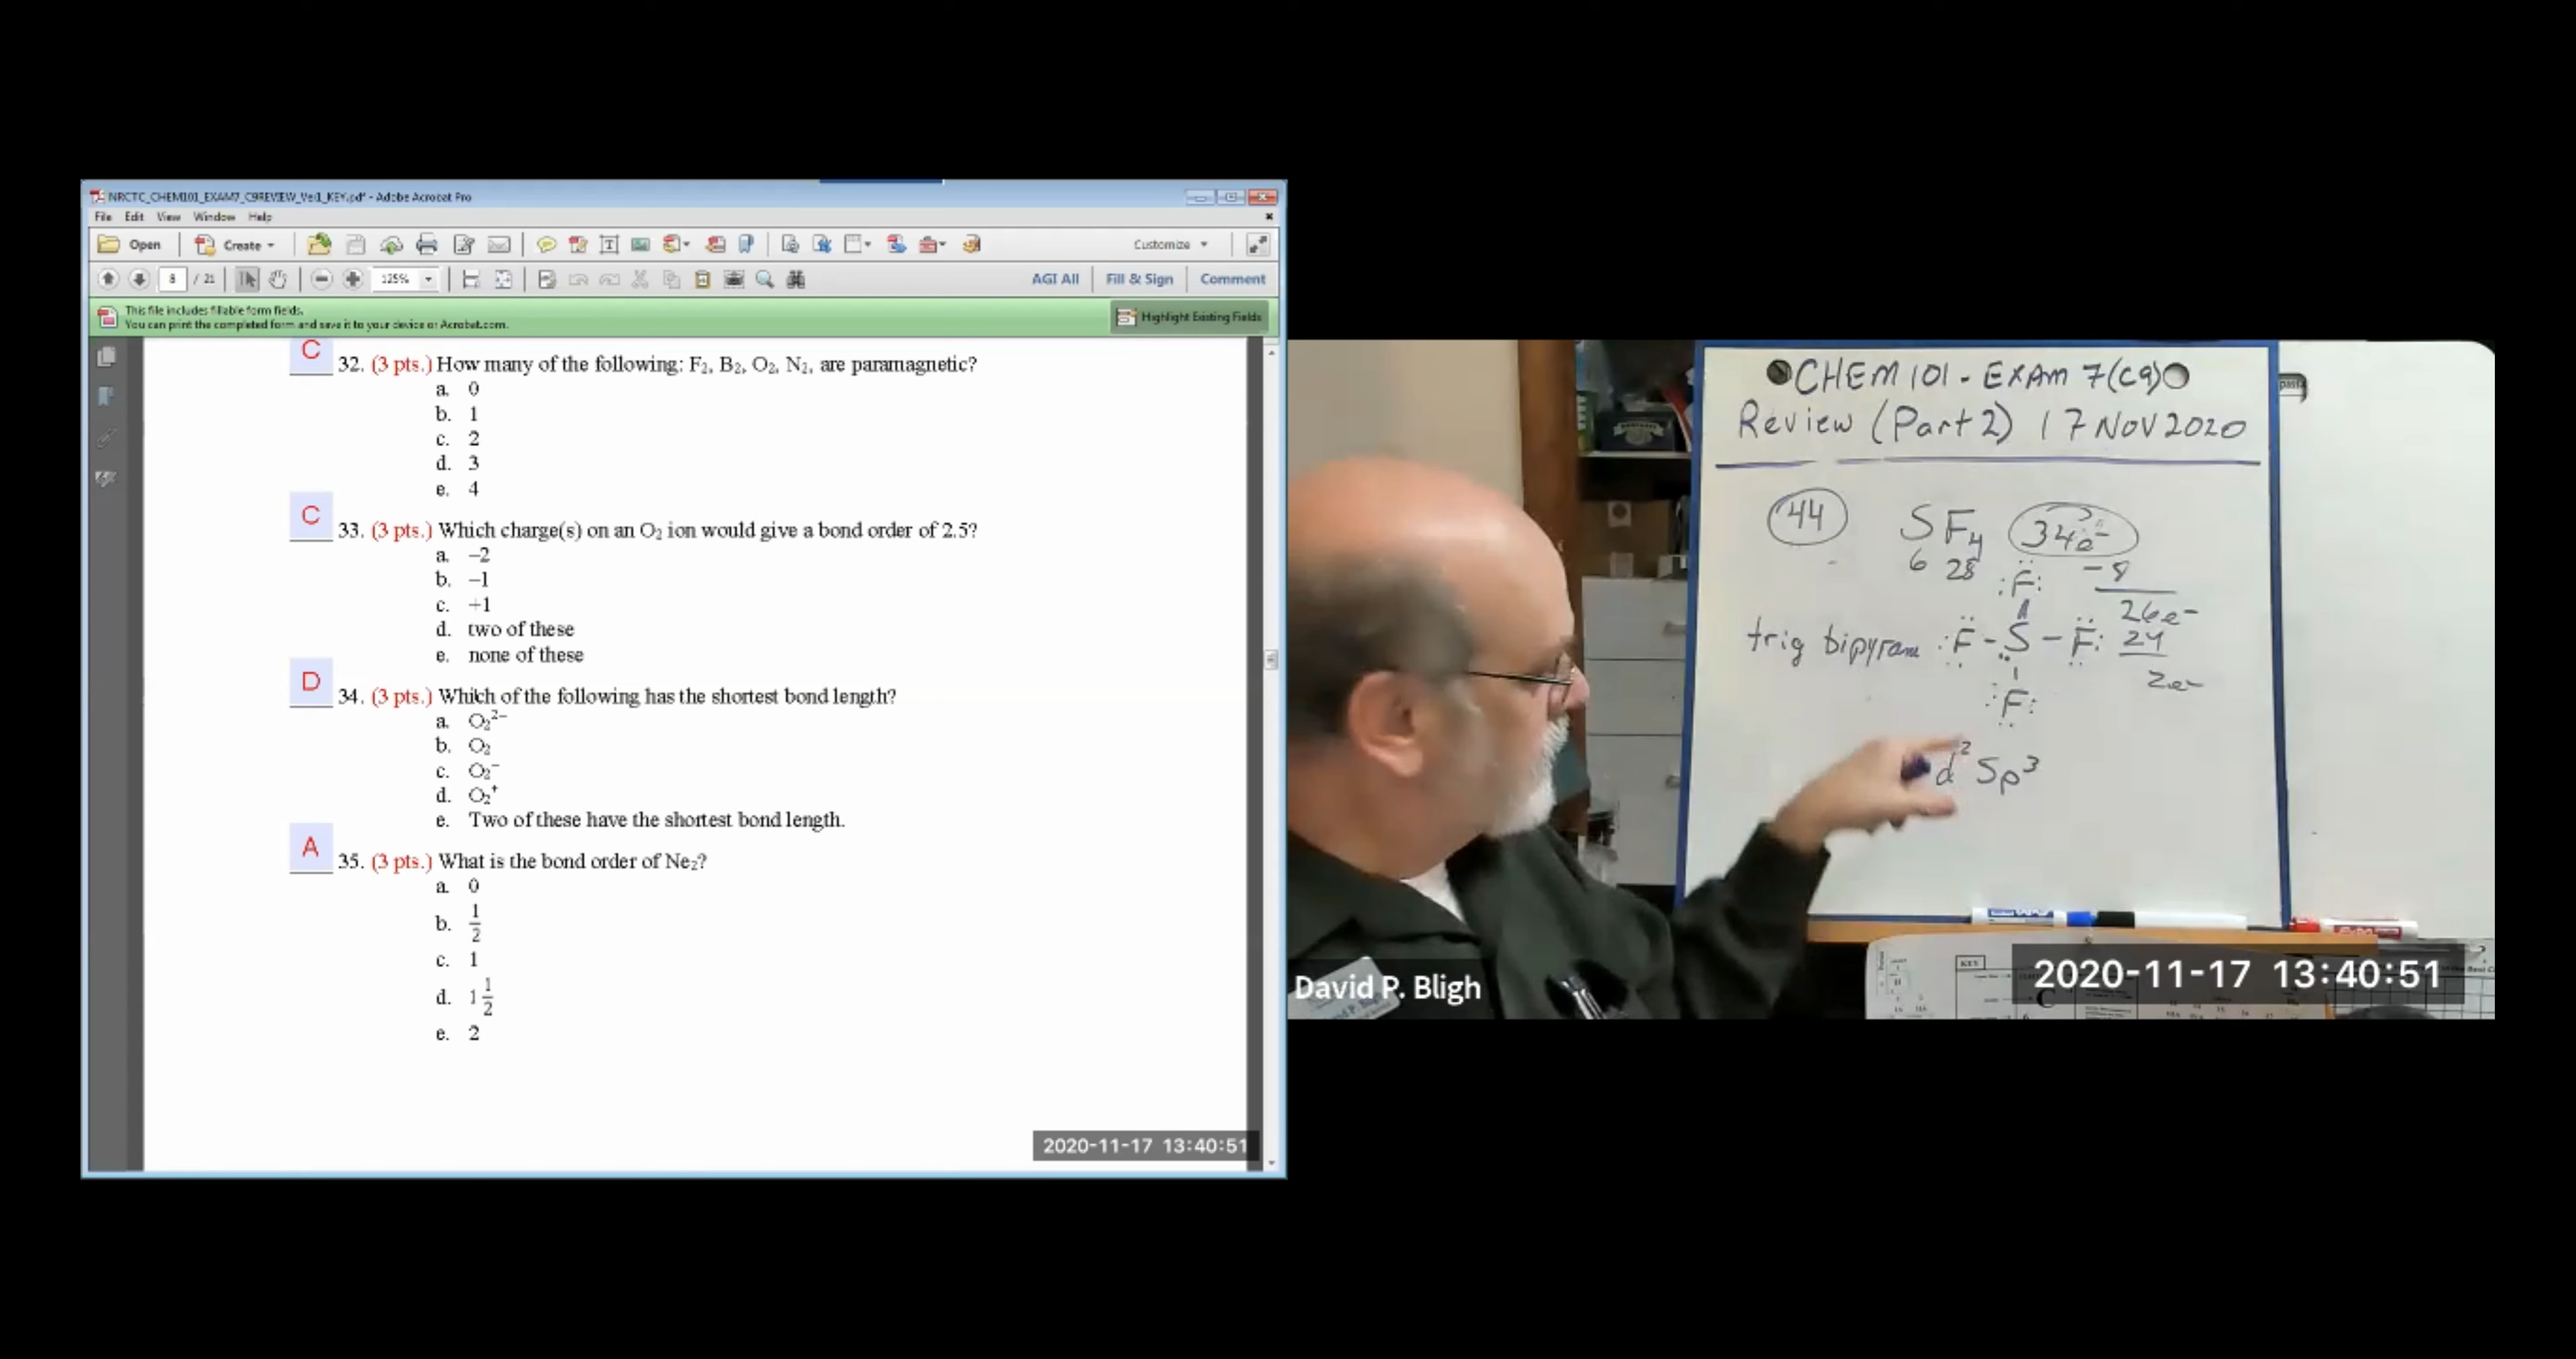 NRCTC_CHEM101_EXAM7_C9REVIEW_Ver1_KEY.pdf* - Adobe Acrobat Pro
File Edit View Window Help
Open Create Customize
8 / 21 125% AGI All Fill & Sign Comment
This file includes fillable form fields.
You can print the completed form and save it to your device or Acrobat.com.
Highlight Existing Fields
C 32. (3 pts.) How many of the following: F₂, B₂, O₂, N₂, are paramagnetic?
a. 0
b. 1
c. 2
d. 3
e. 4
C 33. (3 pts.) Which charge(s) on an O₂ ion would give a bond order of 2.5?
a. –2
b. –1
c. +1
d. two of these
e. none of these
D 34. (3 pts.) Which of the following has the shortest bond length?
a. O₂²⁻
b. O₂
c. O₂⁻
d. O₂⁺
e. Two of these have the shortest bond length.
A 35. (3 pts.) What is the bond order of Ne₂?
a. 0
b. 1/2
c. 1
d. 1 1/2
e. 2
2020-11-17 13:40:51
CHEM 101 - EXAM 7 (C9)
Review (Part 2) 17 NOV 2020
44 SF₄ 34e⁻
6 28 -8
:F: 26e-
trig bipyram :F - S - F: 24
2e-
:F:
d²sp³
David P. Bligh
KEY
C
2020-11-17 13:40:51